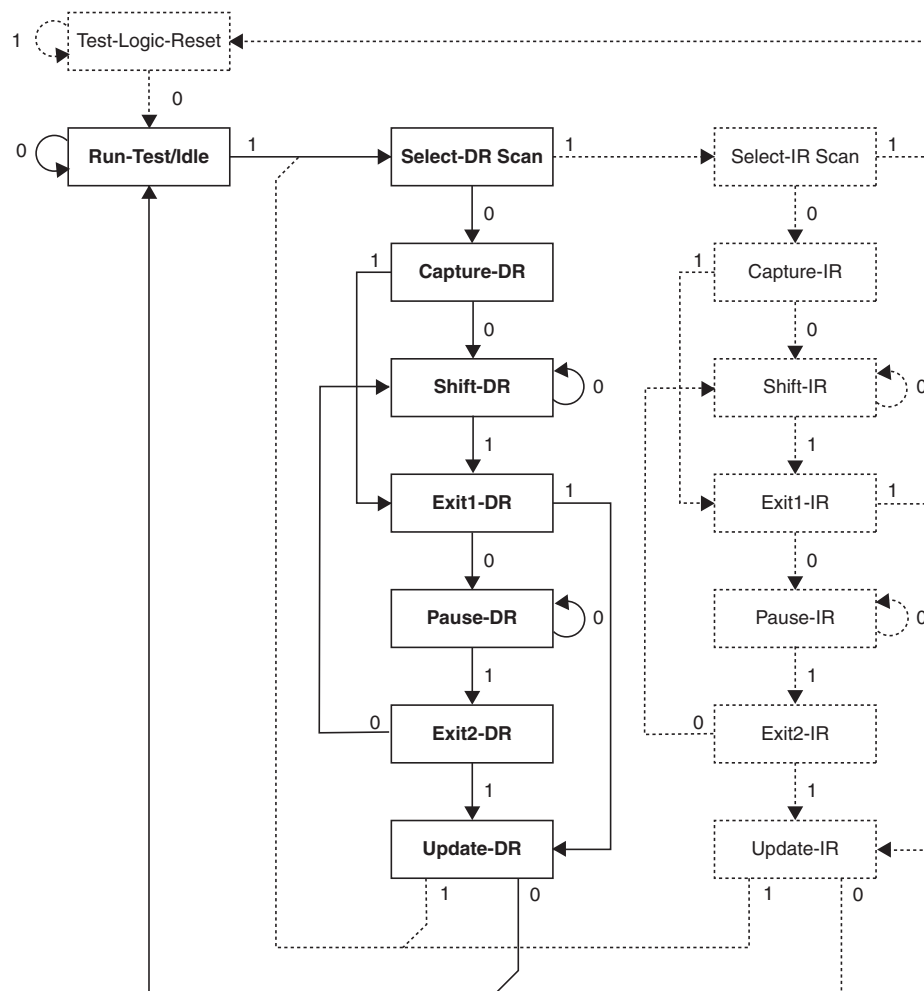 1
Test-Logic-Reset
0
0
Run-Test/Idle
1
Select-DR Scan
1
Select-IR Scan
1
0
0
1
Capture-DR
1
Capture-IR
0
0
Shift-DR
0
Shift-IR
0
1
1
Exit1-DR
1
Exit1-IR
1
0
0
Pause-DR
0
Pause-IR
0
1
1
0
Exit2-DR
0
Exit2-IR
1
1
Update-DR
Update-IR
1
0
1
0